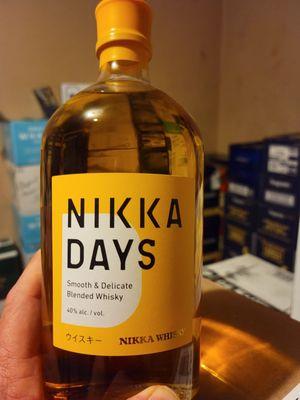 NIKKA
DAYS
Smooth & Delicate
Blended Whisky
40% alc. / vol.
ウイスキー
NIKKA WHISKY